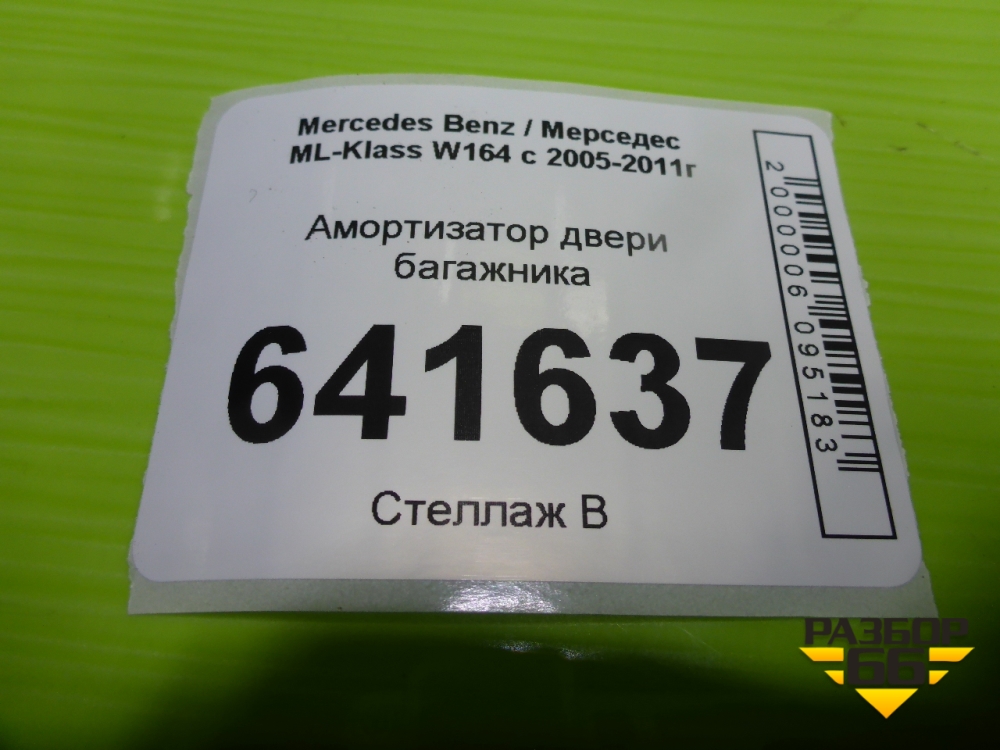 Mercedes Benz / Мерседес
ML-Klass W164 с 2005-2011г
Амортизатор двери
багажника
641637
Стеллаж В
2000006095183
РАЗБОР
66